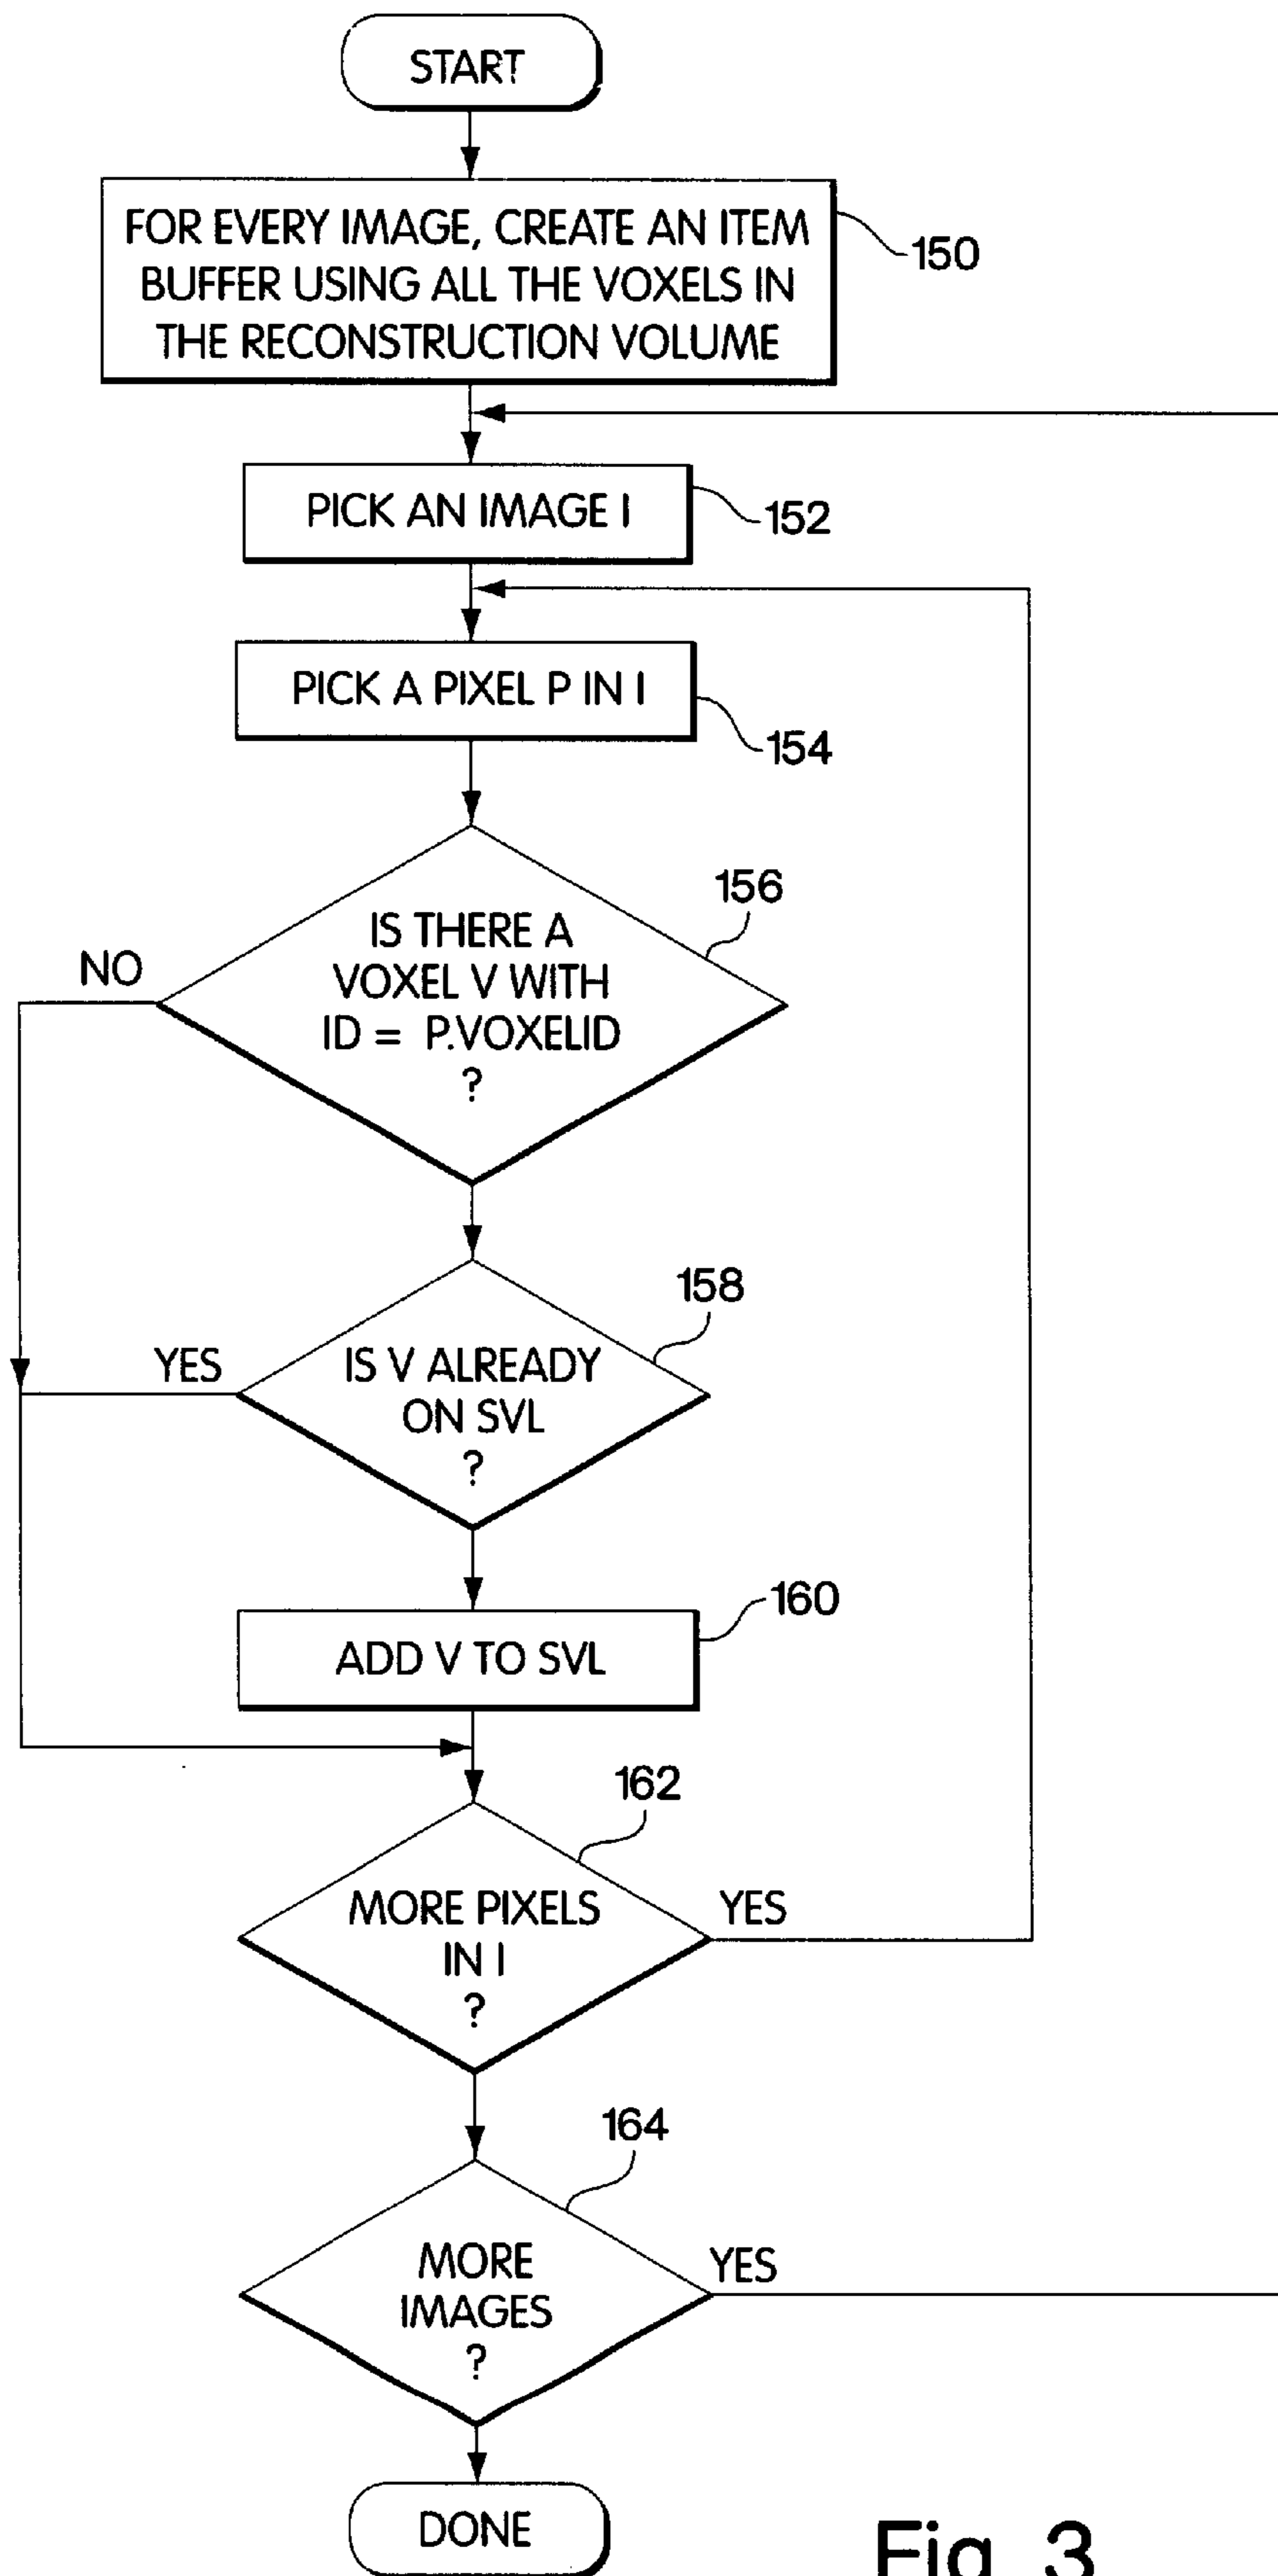 START
FOR EVERY IMAGE, CREATE AN ITEM
BUFFER USING ALL THE VOXELS IN
THE RECONSTRUCTION VOLUME
150
PICK AN IMAGE I
152
PICK A PIXEL P IN I
154
156
IS THERE A
VOXEL V WITH
ID = P.VOXELID
?
NO
158
IS V ALREADY
ON SVL
?
YES
160
ADD V TO SVL
162
MORE PIXELS
IN I
?
YES
164
MORE
IMAGES
?
YES
DONE
Fig. 3